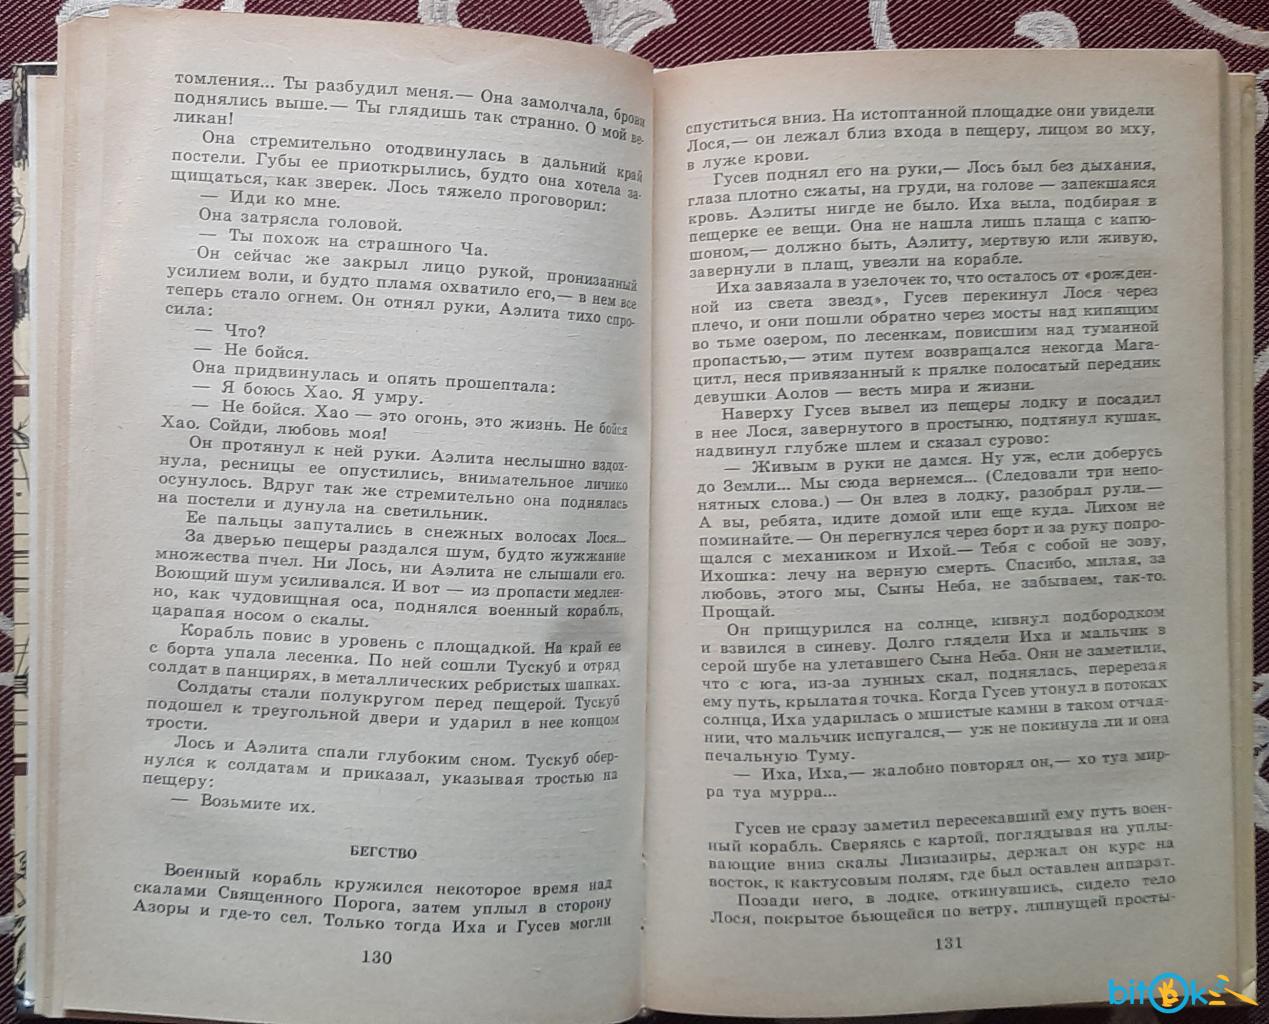 томления... Ты разбудил меня.— Она замолчала, брови
поднялись выше.— Ты глядишь так странно. О мой ве-
ликан!
Она стремительно отодвинулась в дальний край
постели. Губы ее приоткрылись, будто она хотела за-
щищаться, как зверек. Лось тяжело проговорил:
— Иди ко мне.
Она затрясла головой.
— Ты похож на страшного Ча.
Он сейчас же закрыл лицо рукой, пронизанный
усилием воли, и будто пламя охватило его,— в нем все
теперь стало огнем. Он отнял руки, Аэлита тихо спро-
сила:
— Что?
— Не бойся.
Она придвинулась и опять прошептала:
— Я боюсь Хао. Я умру.
— Не бойся. Хао — это огонь, это жизнь. Не бойся
Хао. Сойди, любовь моя!
Он протянул к ней руки. Аэлита неслышно вздох-
нула, ресницы ее опустились, внимательное личико
осунулось. Вдруг так же стремительно она поднялась
на постели и дунула на светильник.
Ее пальцы запутались в снежных волосах Лося...
За дверью пещеры раздался шум, будто жужжание
множества пчел. Ни Лось, ни Аэлита не слышали его.
Воющий шум усиливался. И вот — из пропасти медлен-
но, как чудовищная оса, поднялся военный корабль,
царапая носом о скалы.
Корабль повис в уровень с площадкой. На край ее
с борта упала лесенка. По ней сошли Тускуб и отряд
солдат в панцирях, в металлических ребристых шапках.
Солдаты стали полукругом перед пещерой. Тускуб
подошел к треугольной двери и ударил в нее концом
трости.
Лось и Аэлита спали глубоким сном. Тускуб обер-
нулся к солдатам и приказал, указывая тростью на
пещеру:
— Возьмите их.
БЕГСТВО
Военный корабль кружился некоторое время над
скалами Священного Порога, затем уплыл в сторону
Азоры и где-то сел. Только тогда Иха и Гусев могли
130
спуститься вниз. На истоптанной площадке они увидели
Лося,— он лежал близ входа в пещеру, лицом во мху,
в луже крови.
Гусев поднял его на руки,— Лось был без дыхания,
глаза плотно сжаты, на груди, на голове — запекшаяся
кровь. Аэлиты нигде не было. Иха выла, подбирая в
пещерке ее вещи. Она не нашла лишь плаща с капю-
шоном,— должно быть, Аэлиту, мертвую или живую,
завернули в плащ, увезли на корабле.
Иха завязала в узелочек то, что осталось от «рожден-
ной из света звезд», Гусев перекинул Лося через
плечо, и они пошли обратно через мосты над кипящим
во тьме озером, по лесенкам, повисшим над туманной
пропастью,— этим путем возвращался некогда Мага-
цитл, неся привязанный к прялке полосатый передник
девушки Аолов — весть мира и жизни.
Наверху Гусев вывел из пещеры лодку и посадил
в нее Лося, завернутого в простыню, подтянул кушак,
надвинул глубже шлем и сказал сурово:
— Живым в руки не дамся. Ну уж, если доберусь
до Земли... Мы сюда вернемся... (Следовали три непо-
нятных слова.) — Он влез в лодку, разобрал рули.—
А вы, ребята, идите домой или еще куда. Лихом не
поминайте.— Он перегнулся через борт и за руку попро-
щался с механиком и Ихой.— Тебя с собой не зову,
Ихошка: лечу на верную смерть. Спасибо, милая, за
любовь, этого мы, Сыны Неба, не забываем, так-то.
Прощай.
Он прищурился на солнце, кивнул подбородком
и взвился в синеву. Долго глядели Иха и мальчик в
серой шубе на улетавшего Сына Неба. Они не заметили,
что с юга, из-за лунных скал, поднялась, перерезая
ему путь, крылатая точка. Когда Гусев утонул в потоках
солнца, Иха ударилась о мшистые камни в таком отчая-
нии, что мальчик испугался,— уж не покинула ли и она
печальную Туму.
— Иха, Иха,— жалобно повторял он,— хо туа мир-
ра туа мурра...
Гусев не сразу заметил пересекавший ему путь воен-
ный корабль. Сверяясь с картой, поглядывая на уплы-
вающие вниз скалы Лизиазиры, держал он курс на
восток, к кактусовым полям, где был оставлен аппарат.
Позади него, в лодке, откинувшись, сидело тело
Лося, покрытое бьющейся по ветру, липнущей просты-
131
bitok